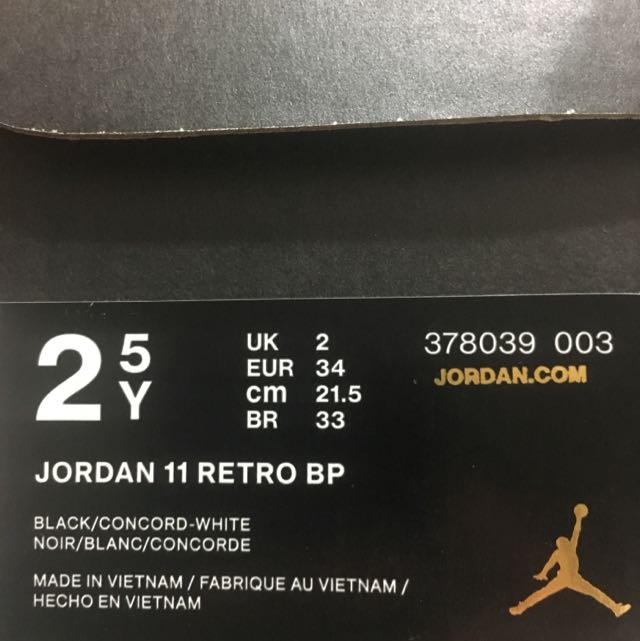 2 5Y
UK 2
EUR 34
cm 21.5
BR 33
378039 003
JORDAN.COM
JORDAN 11 RETRO BP
BLACK/CONCORD-WHITE
NOIR/BLANC/CONCORDE
MADE IN VIETNAM / FABRIQUE AU VIETNAM /
HECHO EN VIETNAM